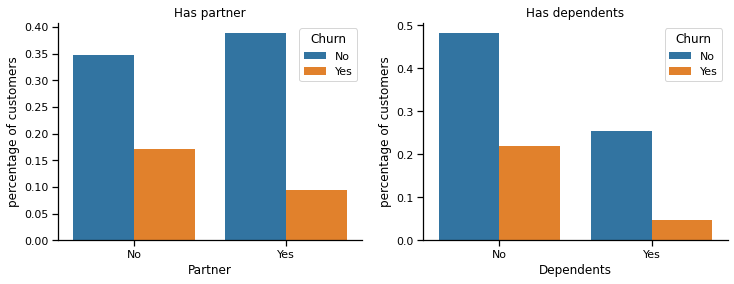 Has partner
percentage of customers
0.40
0.35
0.30
0.25
0.20
0.15
0.10
0.05
0.00
Churn
No
Yes
No Yes
Partner
Has dependents
percentage of customers
0.5
0.4
0.3
0.2
0.1
0.0
Churn
No
Yes
No Yes
Dependents